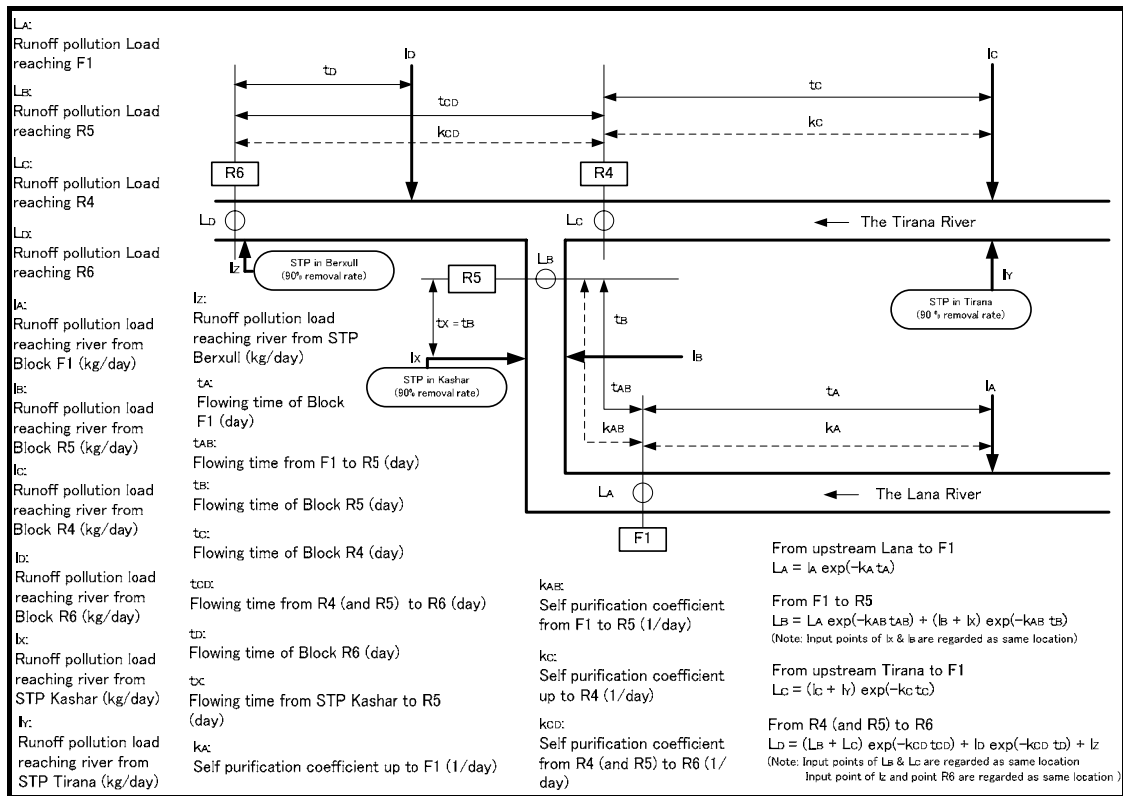 LA:
Runoff pollution Load
reaching F1
LB:
Runoff pollution Load
reaching R5
LC:
Runoff pollution Load
reaching R4
LD:
Runoff pollution Load
reaching R6
IA:
Runoff pollution load
reaching river from
Block F1 (kg/day)
IB:
Runoff pollution load
reaching river from
Block R5 (kg/day)
IC:
Runoff pollution load
reaching river from
Block R4 (kg/day)
ID:
Runoff pollution load
reaching river from
Block R6 (kg/day)
IX:
Runoff pollution load
reaching river from
STP Kashar (kg/day)
IY:
Runoff pollution load
reaching river from
STP Tirana (kg/day)
ID
IC
tD
tC
tCD
kCD
kC
R6
R4
LD
LC
← The Tirana River
IZ
STP in Berxull
(90% removal rate)
LB
R5
IY
STP in Tirana
(90 % removal rate)
tX = tB
tB
IX
IB
STP in Kashar
(90% removal rate)
tAB
tA
IA
kAB
kA
LA
← The Lana River
F1
IZ:
Runoff pollution load
reaching river from STP
Berxull (kg/day)
tA:
Flowing time of Block
F1 (day)
tAB:
Flowing time from F1 to R5 (day)
tB:
Flowing time of Block R5 (day)
tC:
Flowing time of Block R4 (day)
tCD:
Flowing time from R4 (and R5) to R6 (day)
tD:
Flowing time of Block R6 (day)
tX:
Flowing time from STP Kashar to R5
(day)
kA:
Self purification coefficient up to F1 (1/day)
kAB:
Self purification coefficient
from F1 to R5 (1/day)
kC:
Self purification coefficient
up to R4 (1/day)
kCD:
Self purification coefficient
from R4 (and R5) to R6 (1/
day)
From upstream Lana to F1
LA = IA exp(-kA tA)
From F1 to R5
LB = LA exp(-kAB tAB) + (IB + IX) exp(-kAB tB)
(Note: Input points of IX & IB are regarded as same location)
From upstream Tirana to F1
LC = (IC + IY) exp(-kC tC)
From R4 (and R5) to R6
LD = (LB + LC) exp(-kCD tCD) + ID exp(-kCD tD) + IZ
(Note: Input points of LB & LC are regarded as same location
Input point of IZ and point R6 are regarded as same location )